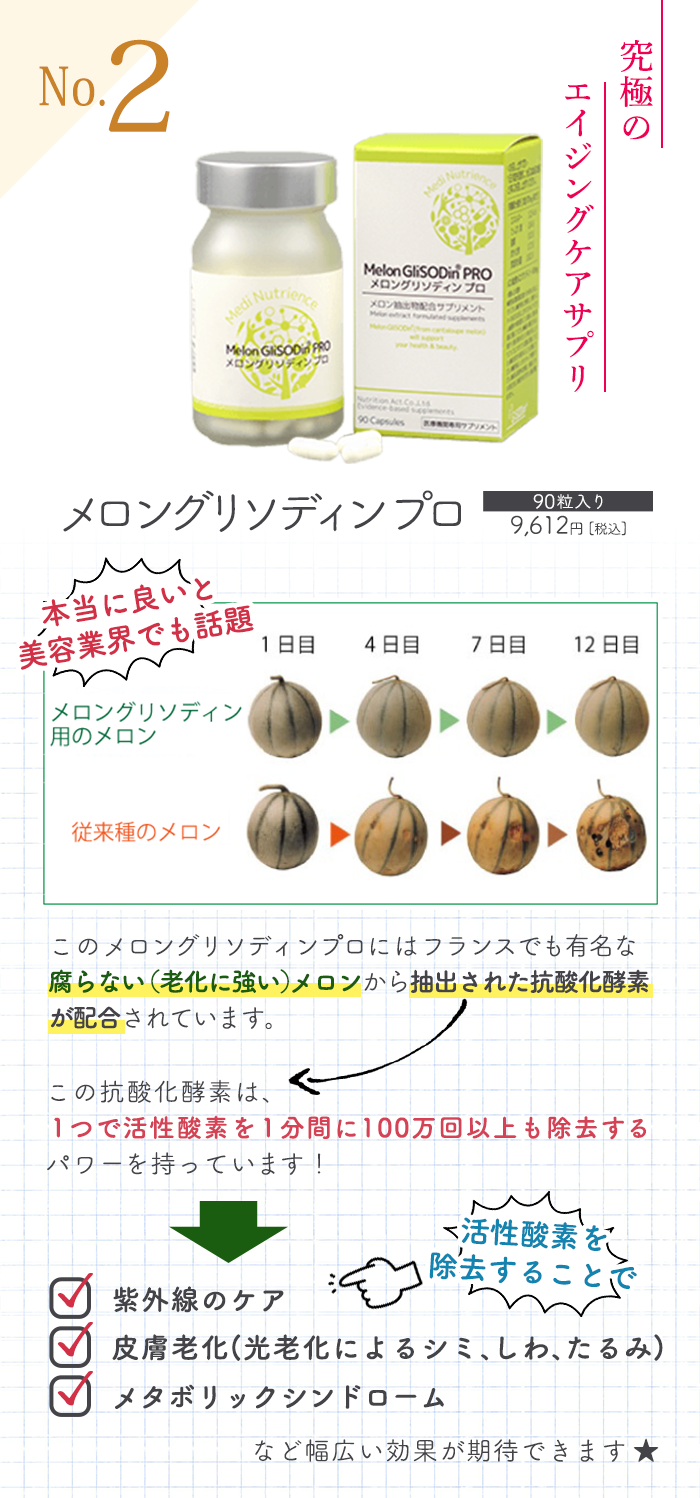 No.2
究極の
エイジングケアサプリ
Medi Nutrience
Melon GliSODin® PRO
メロングリソディン プロ
メロン抽出物配合サプリメント
Melon extract formulated supplements
Melon GliSODin® (from cantaloupe melon)
will support
your health & beauty.
Nutrition Act.Co.,Ltd.
Evidence-based supplements
90 Capsules
医療機関専用サプリメント
Medi Nutrience
Melon GliSODin® PRO
メロングリソディン プロ
メロングリソディン プロ
90粒入り
9,612円[税込]
本当に良いと
美容業界でも話題
1日目 4日目 7日目 12日目
メロングリソディン
用のメロン
従来種のメロン
このメロングリソディンプロにはフランスでも有名な
腐らない(老化に強い)メロンから抽出された抗酸化酵素
が配合されています。
この抗酸化酵素は、
1つで活性酸素を1分間に100万回以上も除去する
パワーを持っています!
活性酸素を
除去することで
紫外線のケア
皮膚老化(光老化によるシミ、しわ、たるみ)
メタボリックシンドローム
など幅広い効果が期待できます★